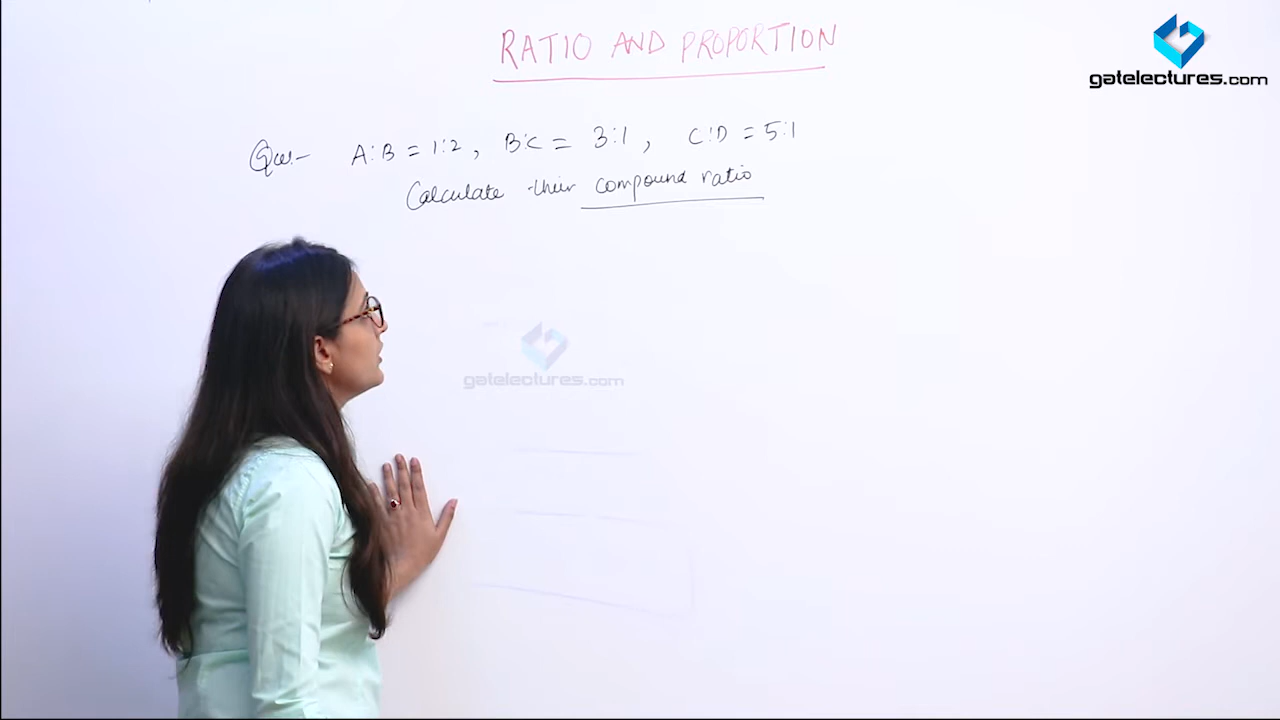 RATIO AND PROPORTION
gatelectures.com
Que:- A:B = 1:2, B:C = 3:1, C:D = 5:1
Calculate their compound ratio
gatelectures.com